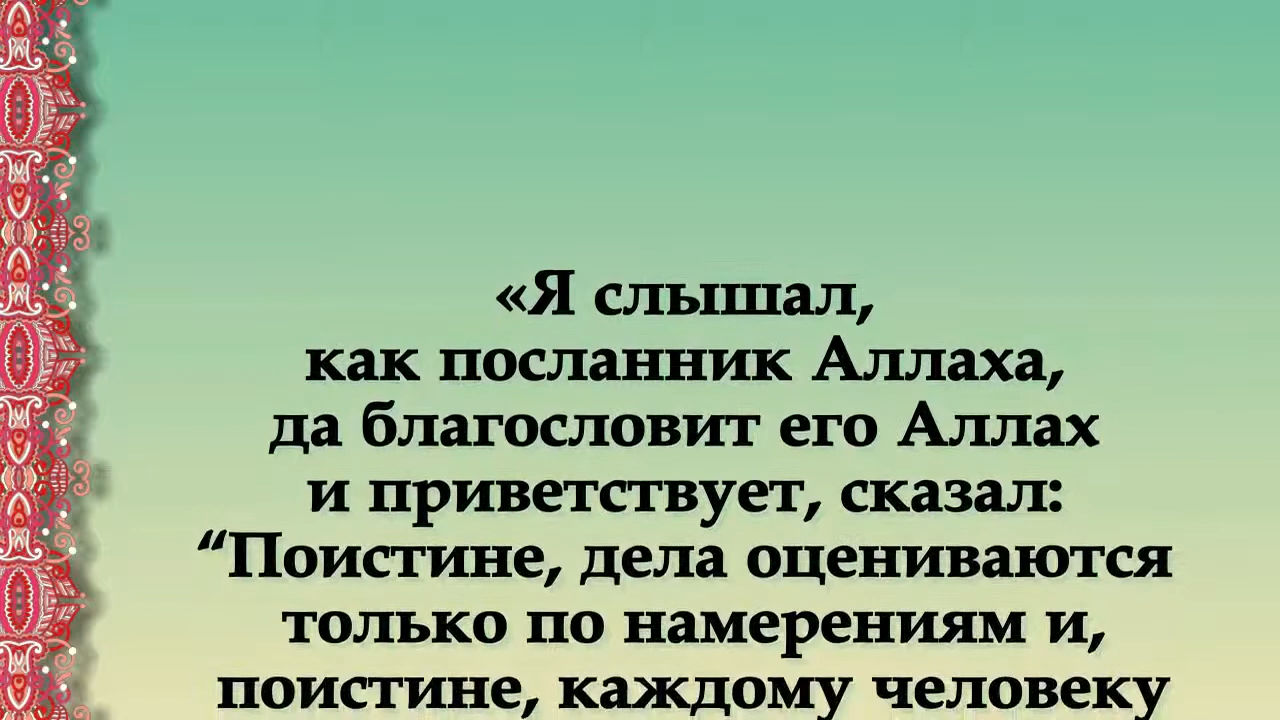 «Я слышал,
как посланник Аллаха,
да благословит его Аллах
и приветствует, сказал:
“Поистине, дела оцениваются
только по намерениям и,
поистине, каждому человеку